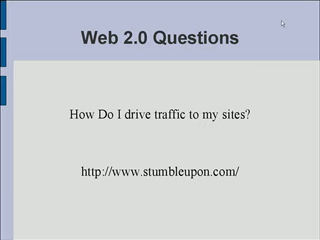 Web 2.0 Questions
How Do I drive traffic to my sites?
http://www.stumbleupon.com/